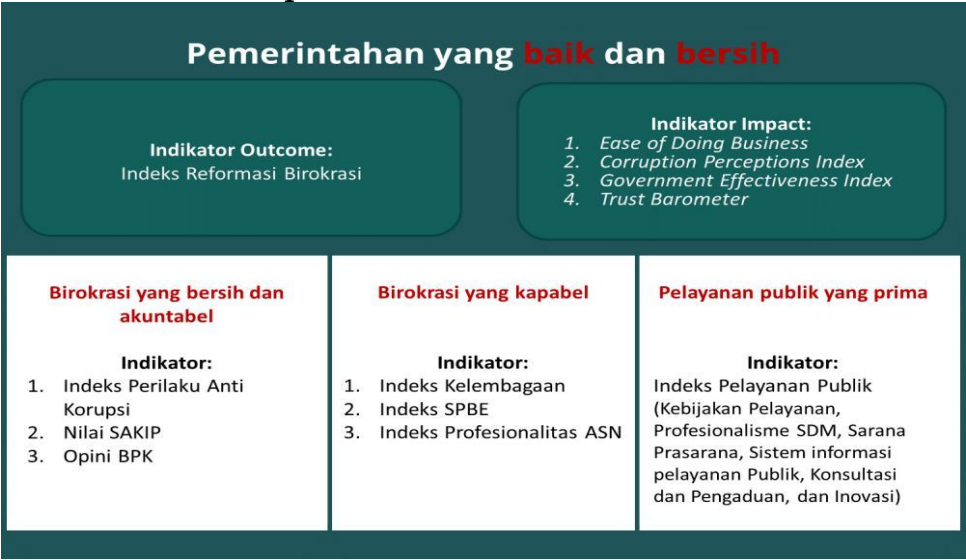 Pemerintahan yang baik dan bersih
Indikator Outcome:
Indeks Reformasi Birokrasi
Indikator Impact:
1. Ease of Doing Business
2. Corruption Perceptions Index
3. Government Effectiveness Index
4. Trust Barometer
Birokrasi yang bersih dan
akuntabel
Indikator:
1. Indeks Perilaku Anti
Korupsi
2. Nilai SAKIP
3. Opini BPK
Birokrasi yang kapabel
Indikator:
1. Indeks Kelembagaan
2. Indeks SPBE
3. Indeks Profesionalitas ASN
Pelayanan publik yang prima
Indikator:
Indeks Pelayanan Publik
(Kebijakan Pelayanan,
Profesionalisme SDM, Sarana
Prasarana, Sistem informasi
pelayanan Publik, Konsultasi
dan Pengaduan, dan Inovasi)